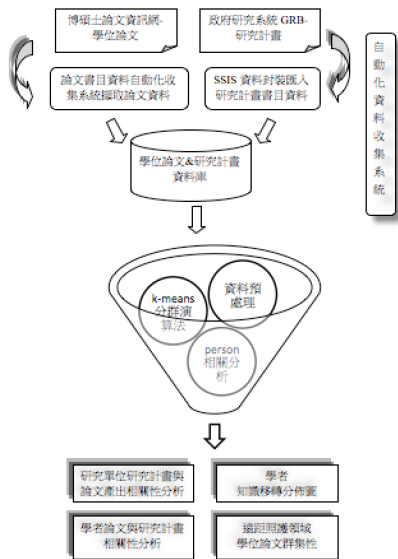 博碩士論文資訊網-
學位論文
政府研究系統 GRB-
研究計畫
論文書目資料自動化收
集系統擷取論文資料
SSIS 資料封裝匯入
研究計畫書目資料
自動化資料收集系統
學位論文&研究計畫
資料庫
資料預
處理
k-means
分群演
算法
person
相關分
析
研究單位研究計畫與
論文產出相關性分析
學者
知識移轉分佈圖
學者論文與研究計畫
相關性分析
遠距照護領域
學位論文群集性